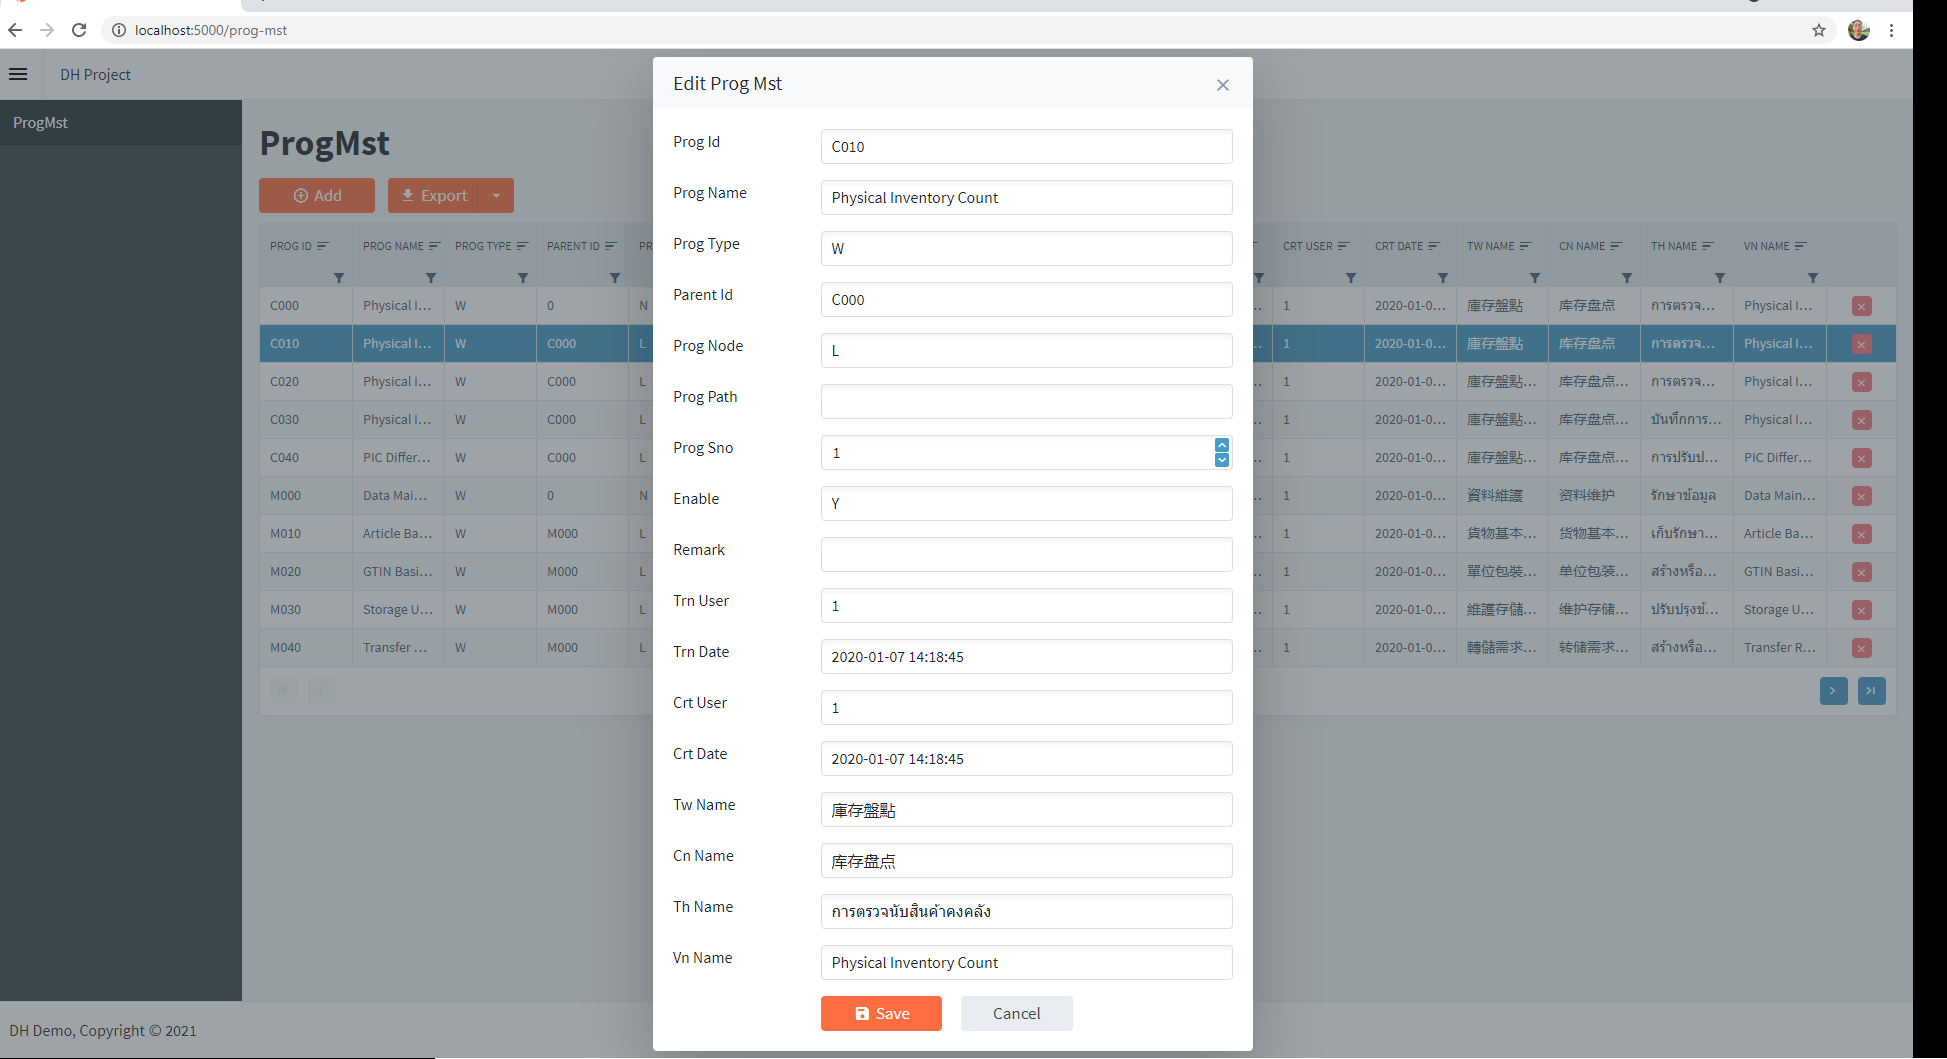 localhost:5000/prog-mst
DH Project
ProgMst
ProgMst
Add
Export
PROG ID PROG NAME PROG TYPE PARENT ID PR CRT USER CRT DATE TW NAME CN NAME TH NAME VN NAME
C000 Physical I... W 0 N .. 1 2020-01-0... 庫存盤點 库存盘点 การตรวจ... Physical I...
C010 Physical I... W C000 L .. 1 2020-01-0... 庫存盤點 库存盘点 การตรวจ... Physical I...
C020 Physical I... W C000 L .. 1 2020-01-0... 庫存盤點... 库存盘点... การตรวจ... Physical I...
C030 Physical I... W C000 L .. 1 2020-01-0... 庫存盤點... 库存盘点... บันทึกการ... Physical I...
C040 PIC Differ... W C000 L .. 1 2020-01-0... 庫存盤點... 库存盘点... การปรับป... PIC Differ...
M000 Data Mai... W 0 N .. 1 2020-01-0... 資料維護 资料维护 รักษาข้อมูล Data Main...
M010 Article Ba... W M000 L .. 1 2020-01-0... 貨物基本... 货物基本... เก็บรักษา... Article Ba...
M020 GTIN Basi... W M000 L .. 1 2020-01-0... 單位包裝... 单位包装... สร้างหรือ... GTIN Basi...
M030 Storage U... W M000 L .. 1 2020-01-0... 維護存儲... 维护存储... ปรับปรุงข้... Storage U...
M040 Transfer ... W M000 L .. 1 2020-01-0... 轉儲需求... 转储需求... สร้างหรือ... Transfer R...
Edit Prog Mst
Prog Id C010
Prog Name Physical Inventory Count
Prog Type W
Parent Id C000
Prog Node L
Prog Path
Prog Sno 1
Enable Y
Remark
Trn User 1
Trn Date 2020-01-07 14:18:45
Crt User 1
Crt Date 2020-01-07 14:18:45
Tw Name 庫存盤點
Cn Name 库存盘点
Th Name การตรวจนับสินค้าคงคลัง
Vn Name Physical Inventory Count
Save Cancel
DH Demo, Copyright © 2021